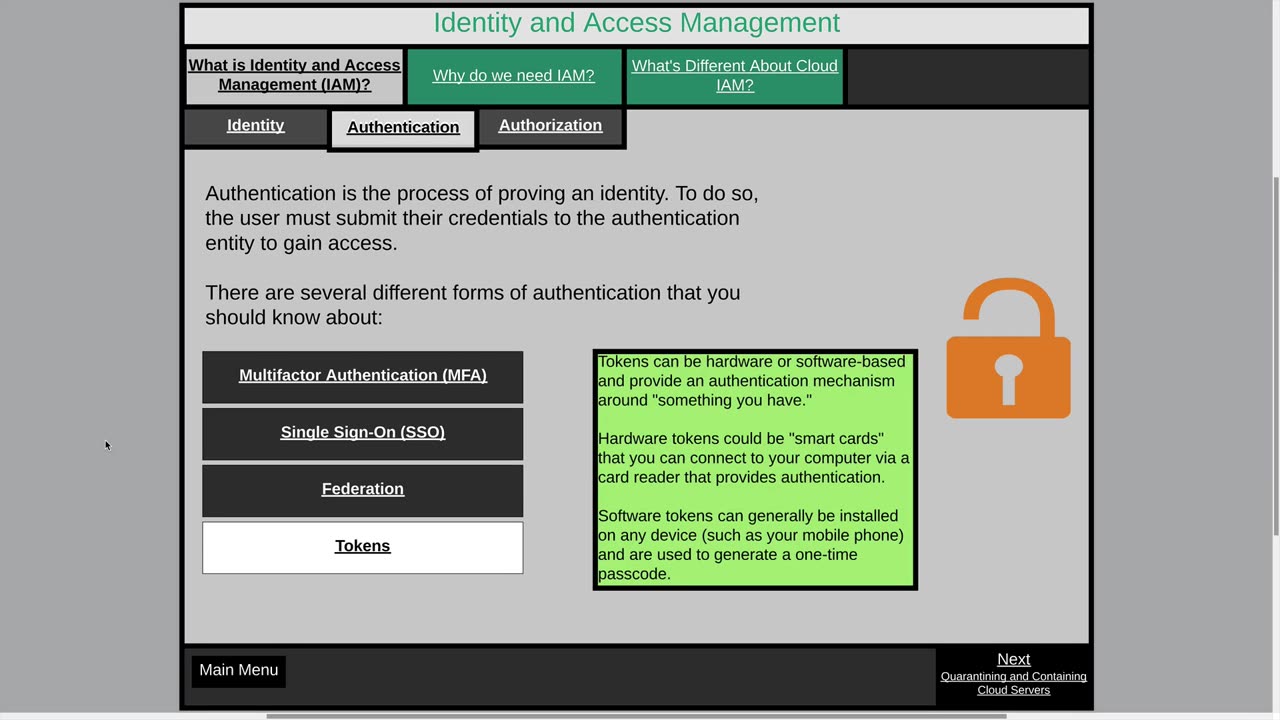 Identity and Access Management
What is Identity and Access
Management (IAM)?
Why do we need IAM?
What's Different About Cloud
IAM?
Identity
Authentication
Authorization
Authentication is the process of proving an identity. To do so,
the user must submit their credentials to the authentication
entity to gain access.
There are several different forms of authentication that you
should know about:
Multifactor Authentication (MFA)
Single Sign-On (SSO)
Federation
Tokens
Tokens can be hardware or software-based
and provide an authentication mechanism
around "something you have."
Hardware tokens could be "smart cards"
that you can connect to your computer via a
card reader that provides authentication.
Software tokens can generally be installed
on any device (such as your mobile phone)
and are used to generate a one-time
passcode.
Main Menu
Next
Quarantining and Containing
Cloud Servers